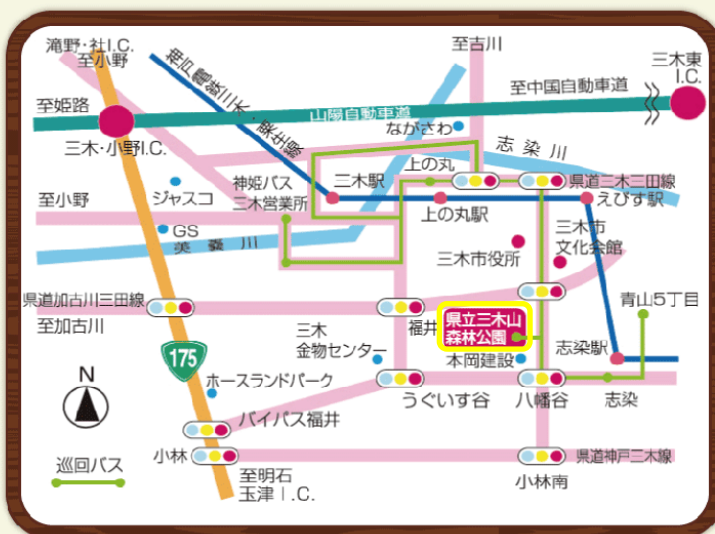 滝野・社I.C.
至小野
神戸電鉄三木・粟生線
至古川
三木東
I.C.
至姫路
山陽自動車道
至中国自動車道
三木・小野I.C.
ながさわ
志染川
上の丸
県道三木三田線
神姫バス
三木営業所
三木駅
至小野
ジャスコ
上の丸駅
えびす駅
GS
美嚢川
三木市役所
三木市
文化会館
県道加古川三田線
至加古川
福井
県立三木山
森林公園
青山5丁目
三木
金物センター
本岡建設
志染駅
175
N
ホースランドパーク
うぐいす谷
八幡谷
志染
バイパス福井
巡回バス
小林
至明石
玉津I.C.
小林南
県道神戸三木線